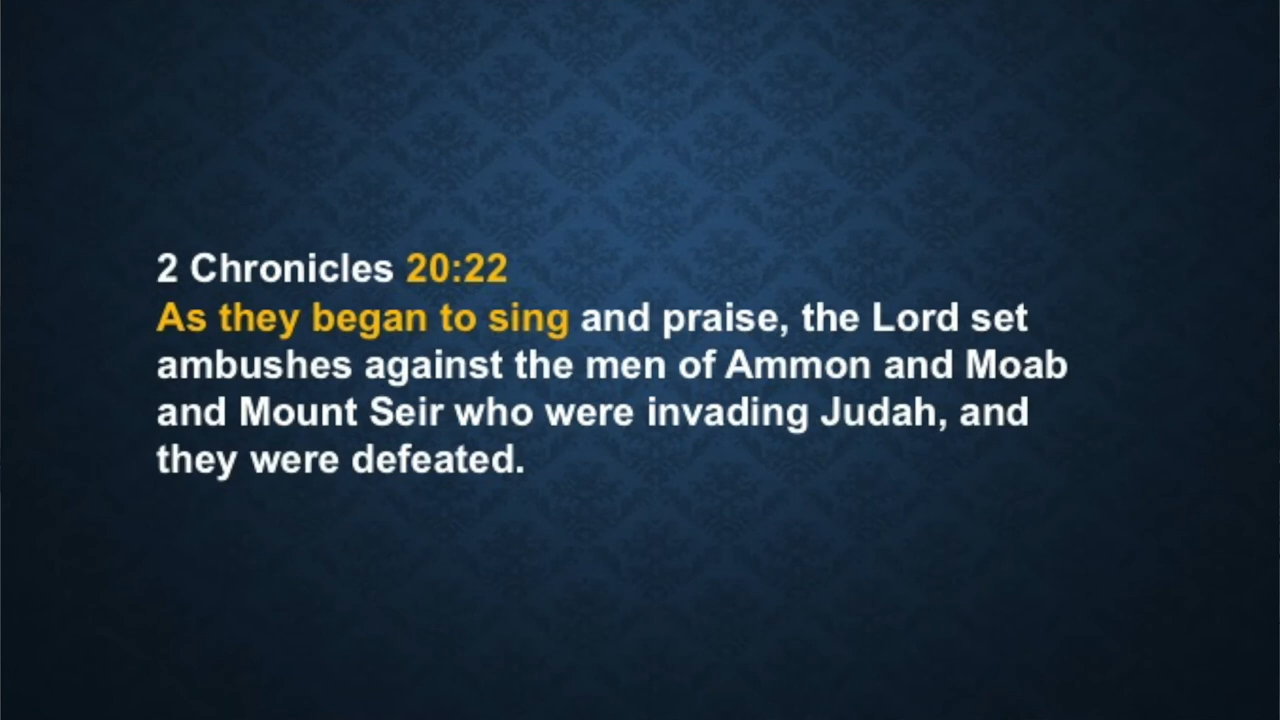 2 Chronicles 20:22
As they began to sing and praise, the Lord set
ambushes against the men of Ammon and Moab
and Mount Seir who were invading Judah, and
they were defeated.